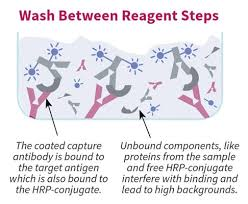 Wash Between Reagent Steps
The coated capture
antibody is bound to
the target antigen
which is also bound to
the HRP-conjugate.
Unbound components, like
proteins from the sample
and free HRP-conjugate
interfere with binding and
lead to high backgrounds.